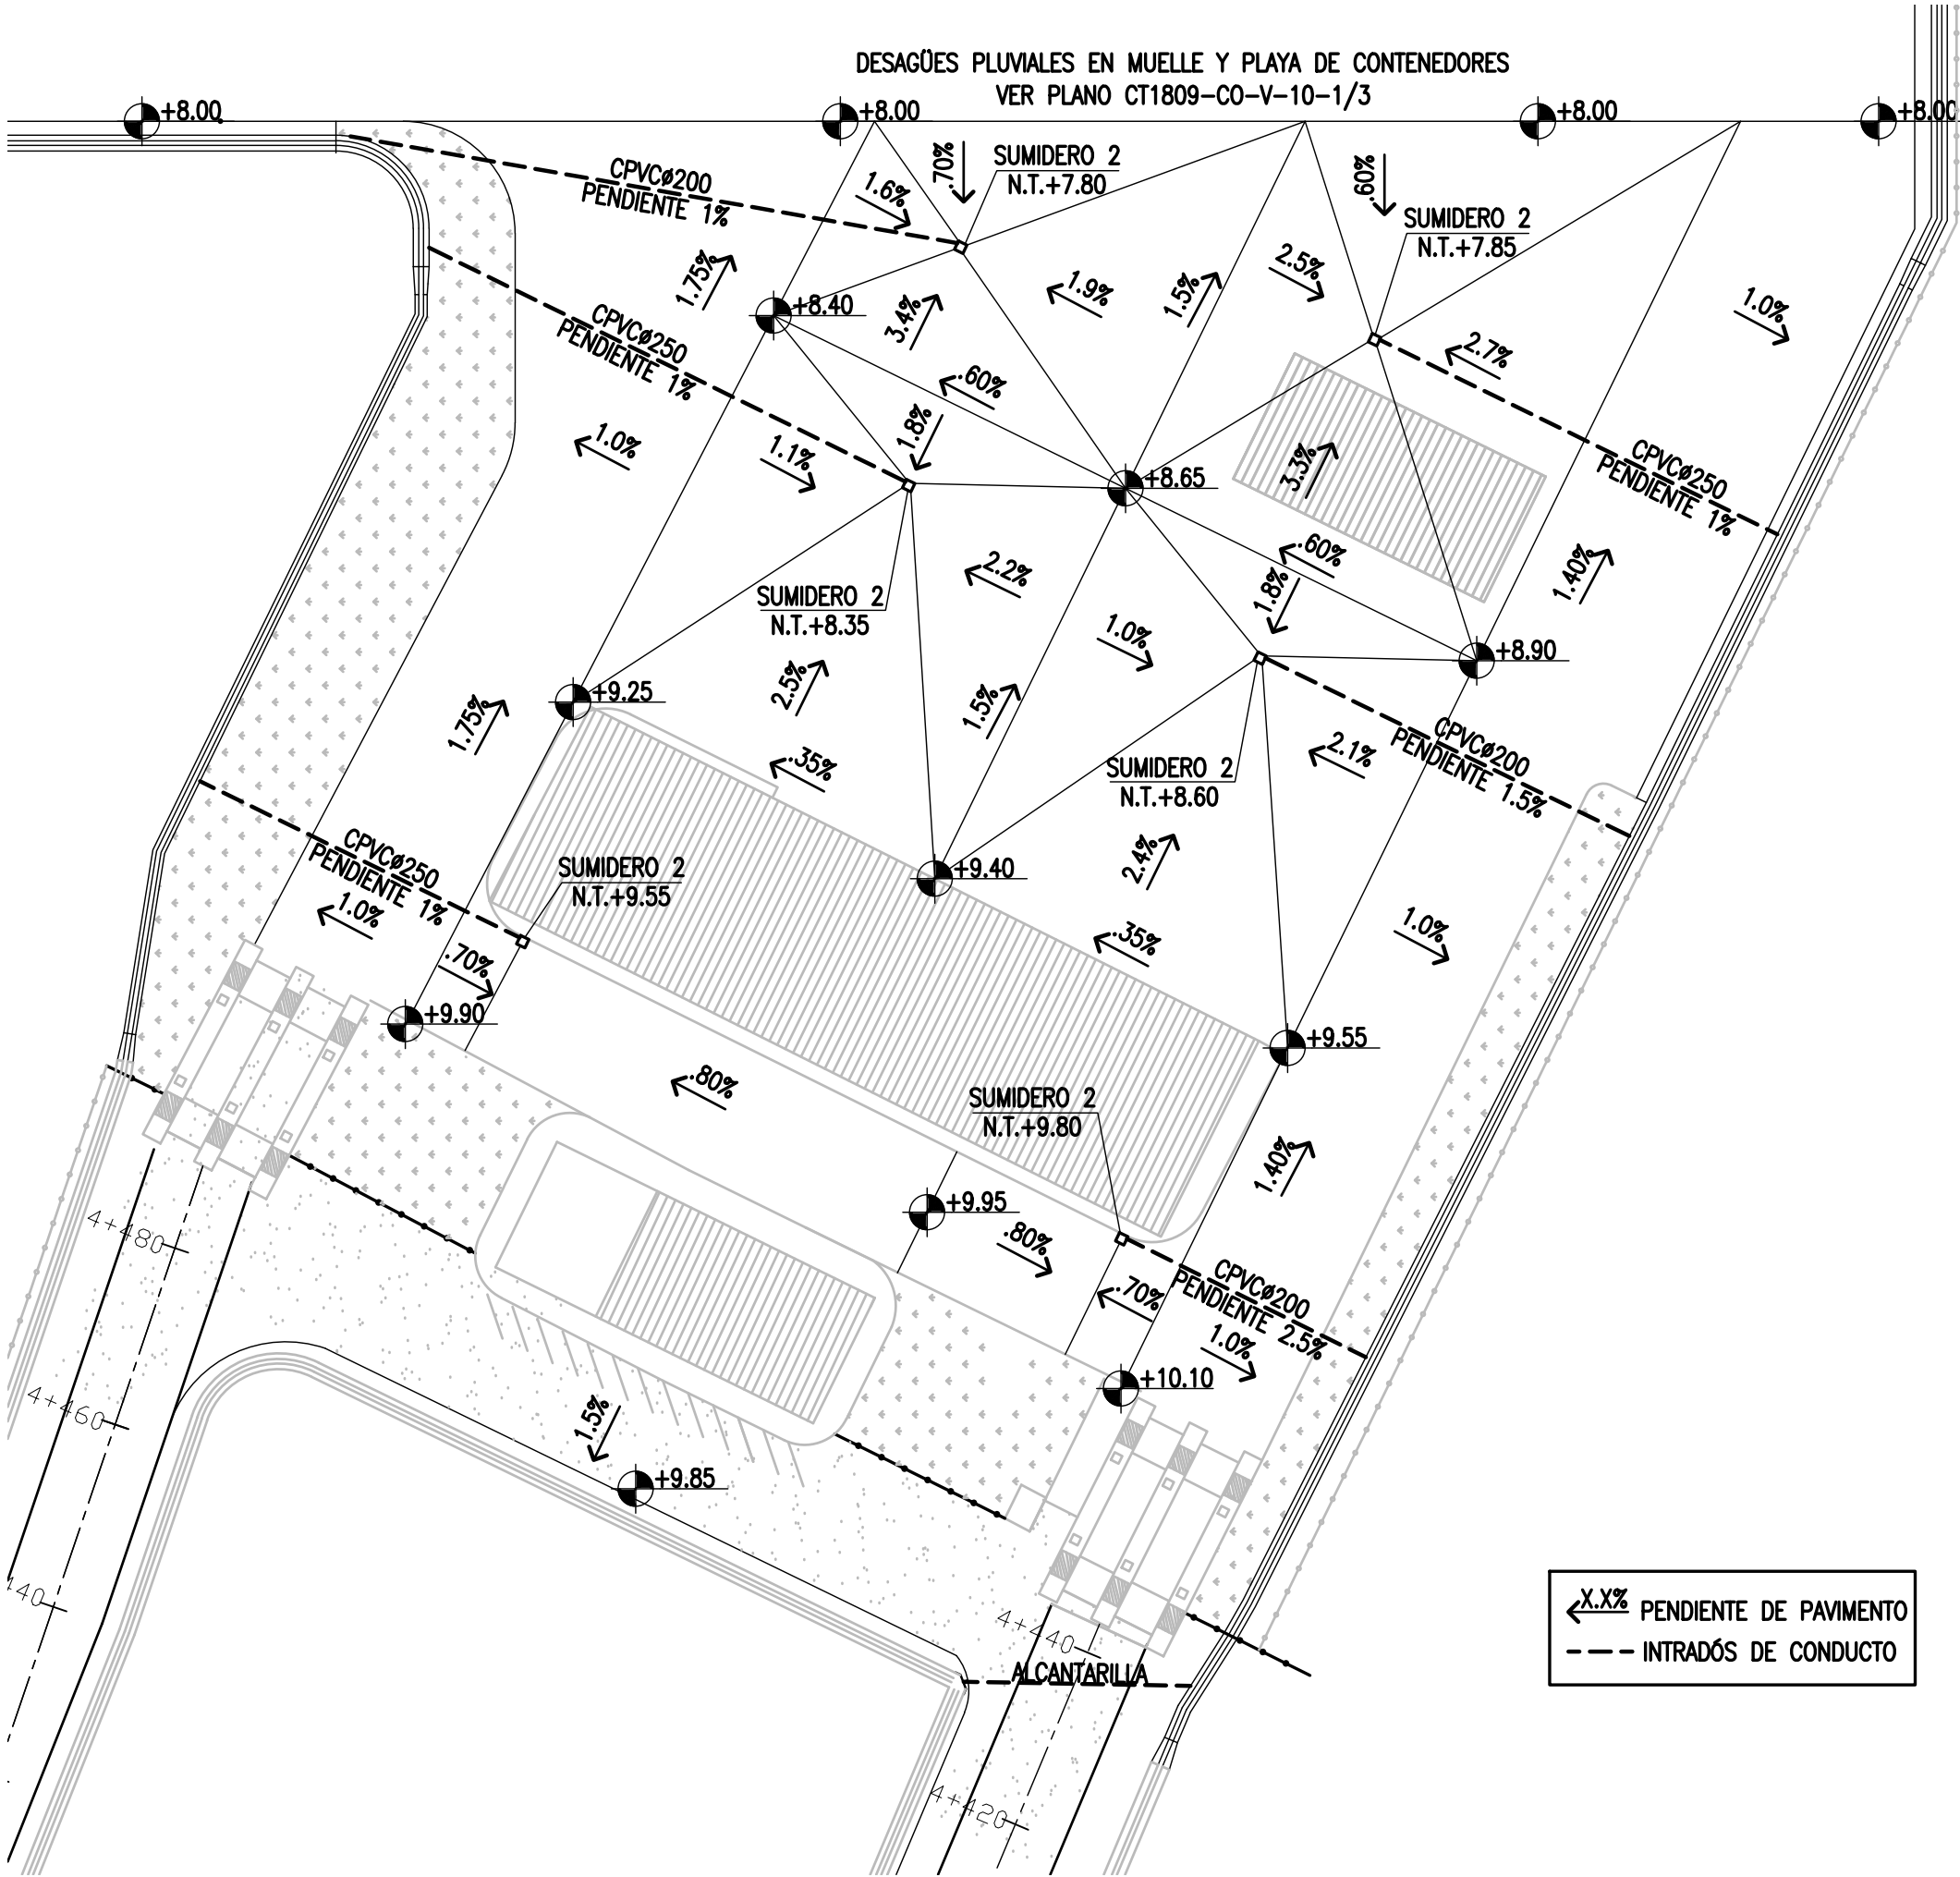 DESAGÜES PLUVIALES EN MUELLE Y PLAYA DE CONTENEDORES
VER PLANO CT1809-CO-V-10-1/3
+8.00
+8.00
+8.00
+8.00
CPVCø200
PENDIENTE 1%
1.6%
.70%
SUMIDERO 2
N.T.+7.80
.60%
SUMIDERO 2
N.T.+7.85
1.75%
+8.40
3.4%
1.9%
1.5%
2.5%
1.0%
CPVCø250
PENDIENTE 1%
.60%
2.7%
1.0%
1.1%
1.8%
+8.65
3.3%
CPVCø250
PENDIENTE 1%
2.2%
.60%
1.8%
1.40%
SUMIDERO 2
N.T.+8.35
1.0%
+8.90
+9.25
2.5%
1.5%
1.75%
.35%
SUMIDERO 2
N.T.+8.60
2.1%
CPVCø200
PENDIENTE 1.5%
CPVCø250
PENDIENTE 1%
SUMIDERO 2
N.T.+9.55
+9.40
2.4%
1.0%
.70%
.35%
1.0%
+9.90
+9.55
.80%
SUMIDERO 2
N.T.+9.80
1.40%
+9.95
.80%
4+480
.70%
CPVCø200
PENDIENTE 2.5%
1.0%
+10.10
4+460
1.5%
+9.85
440
4+440
ALCANTARILLA
4+420
X.X% PENDIENTE DE PAVIMENTO
INTRADÓS DE CONDUCTO